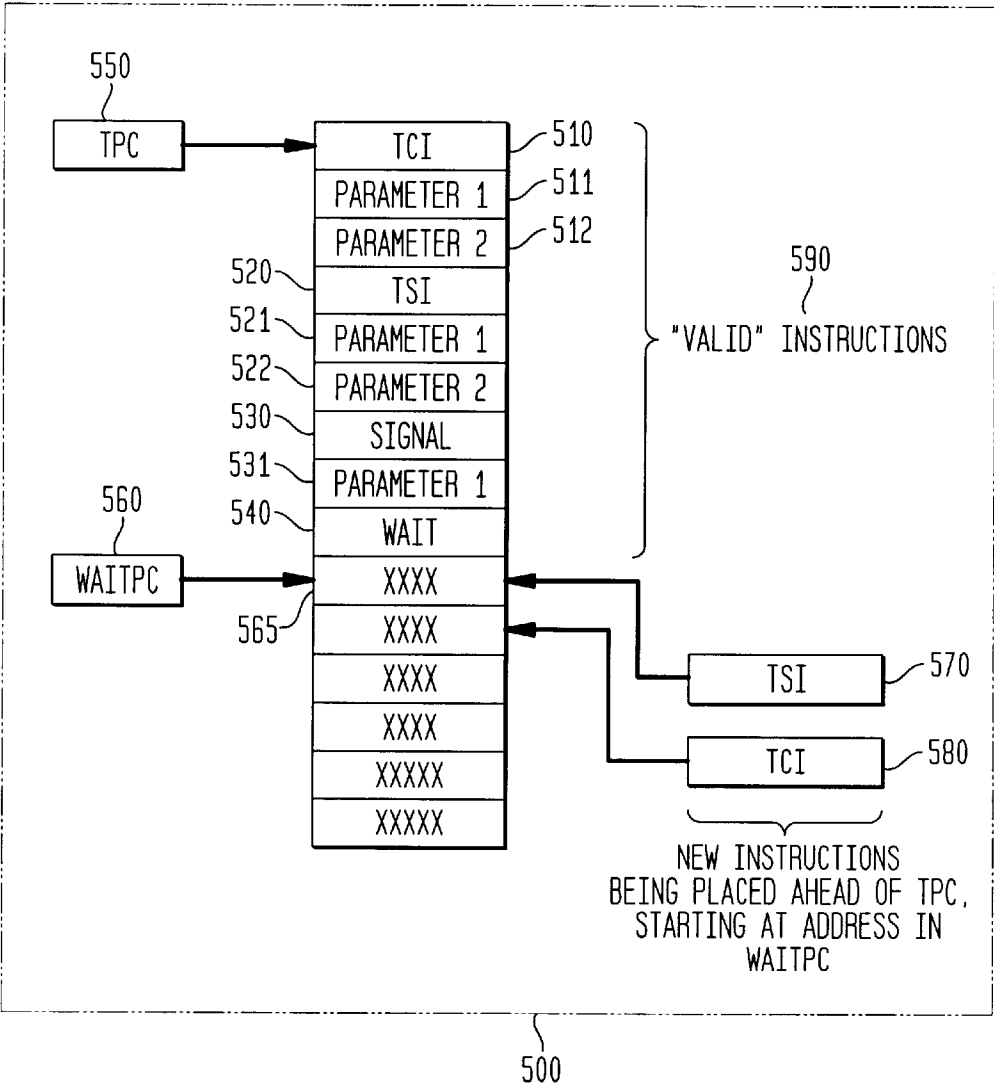 550
TPC
TCI
510
PARAMETER 1
511
PARAMETER 2
512
520
TSI
521
PARAMETER 1
522
PARAMETER 2
530
SIGNAL
531
PARAMETER 1
540
WAIT
590
"VALID" INSTRUCTIONS
560
WAITPC
XXXX
565
XXXX
XXXX
XXXX
XXXXX
XXXXX
TSI
570
TCI
580
NEW INSTRUCTIONS
BEING PLACED AHEAD OF TPC,
STARTING AT ADDRESS IN
WAITPC
500